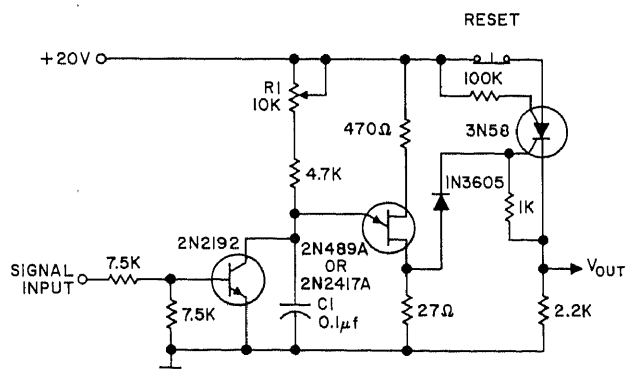 RESET
+20V
100K
R1
10K
3N58
470Ω
4.7K
1N3605
1K
2N2192
2N489A
OR
2N2417A
SIGNAL
INPUT
7.5K
VOUT
C1
0.1μf
27Ω
2.2K
7.5K